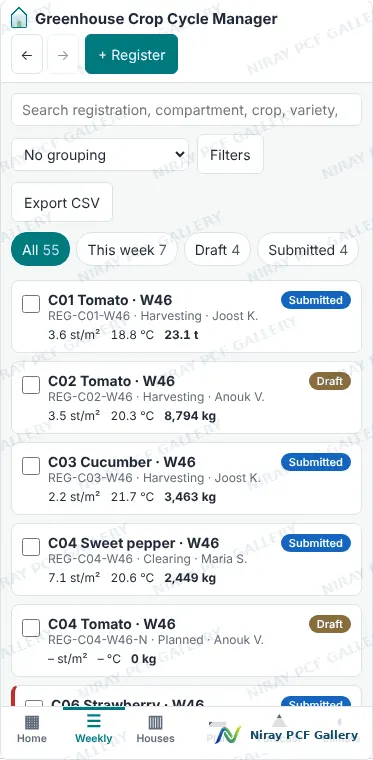 Greenhouse Crop Cycle Manager
← → + Register
Search registration, compartment, crop, variety,
No grouping Filters
Export CSV
All 55 This week 7 Draft 4 Submitted 4
C01 Tomato · W46 Submitted
REG-C01-W46 · Harvesting · Joost K.
3.6 st/m² 18.8 °C 23.1 t
C02 Tomato · W46 Draft
REG-C02-W46 · Harvesting · Anouk V.
3.5 st/m² 20.3 °C 8,794 kg
C03 Cucumber · W46 Submitted
REG-C03-W46 · Harvesting · Joost K.
2.2 st/m² 21.7 °C 3,463 kg
C04 Sweet pepper · W46 Submitted
REG-C04-W46 · Clearing · Maria S.
7.1 st/m² 20.6 °C 2,449 kg
C04 Tomato · W46 Draft
REG-C04-W46-N · Planned · Anouk V.
– st/m² – °C 0 kg
C06 Strawberry · W46 Submitted
Home Weekly Houses
Niray PCF Gallery